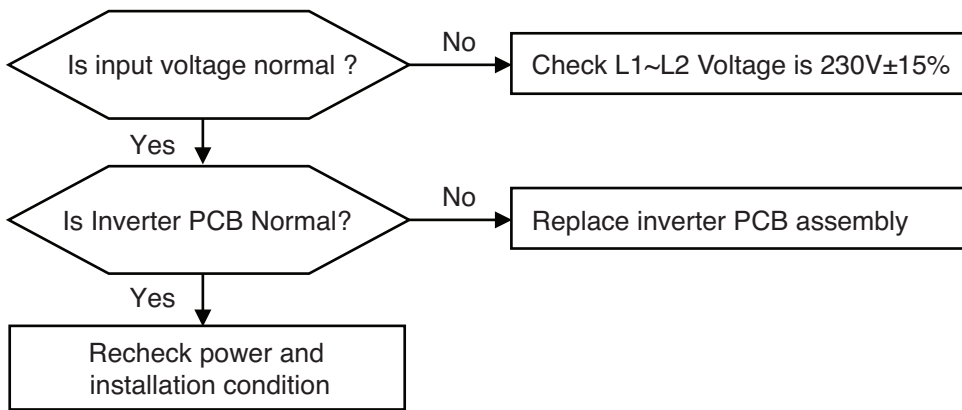 Is input voltage normal ?
No
Check L1~L2 Voltage is 230V±15%
Yes
Is Inverter PCB Normal?
No
Replace inverter PCB assembly
Yes
Recheck power and
installation condition